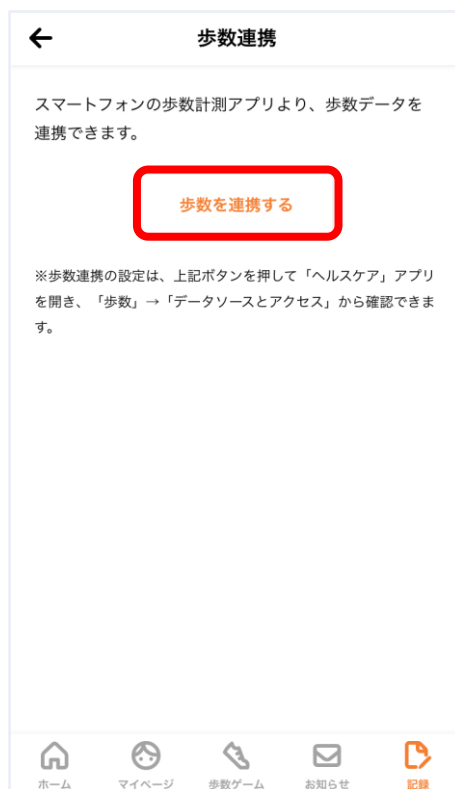 歩数連携
スマートフォンの歩数計測アプリより、歩数データを
連携できます。
歩数を連携する
※歩数連携の設定は、上記ボタンを押して「ヘルスケア」アプリ
を開き、「歩数」→「データソースとアクセス」から確認できま
す。
ホーム マイページ 歩数ゲーム お知らせ 記録